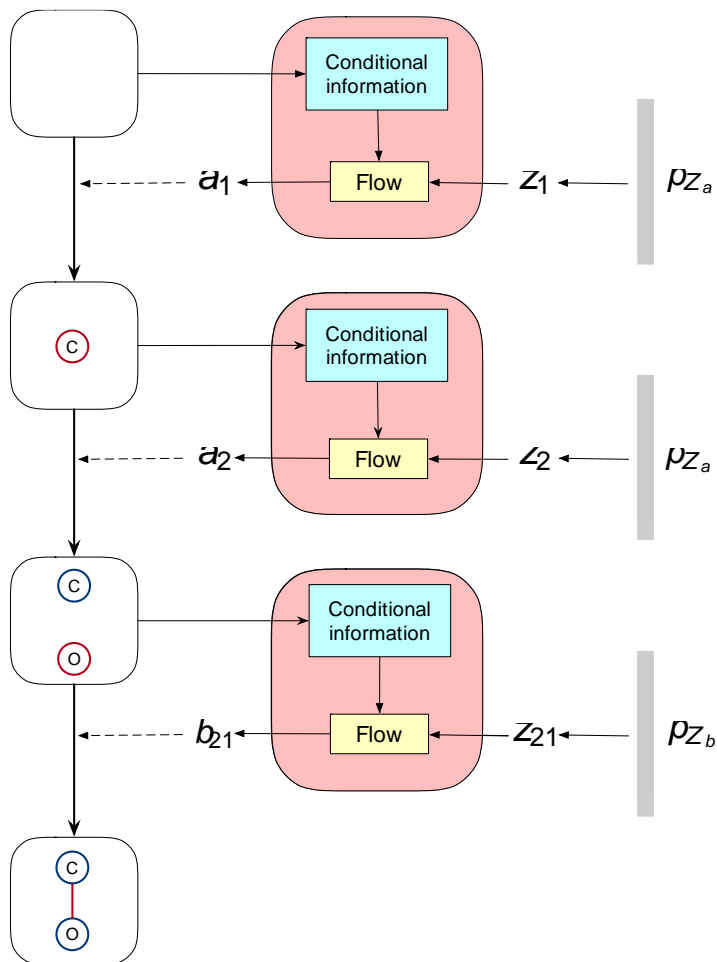 Conditional
information
a1
Flow
z1
pZa
C
Conditional
information
a2
Flow
z2
pZa
C
O
Conditional
information
b21
Flow
z21
pZb
C
O